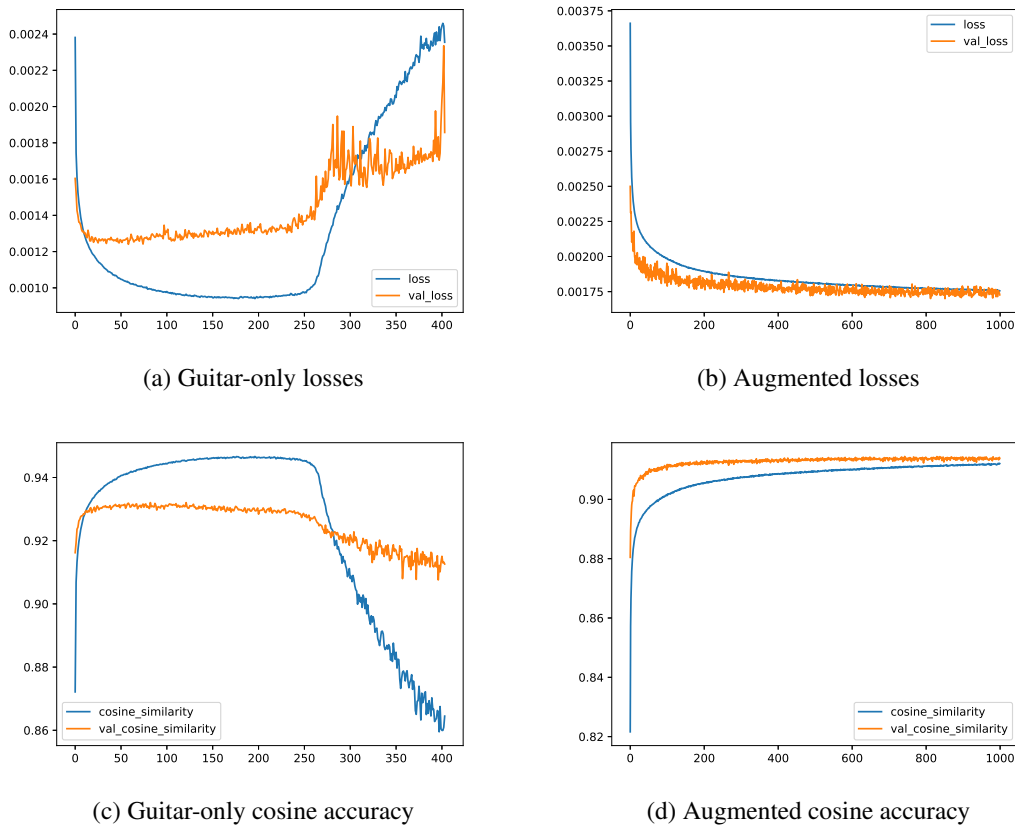 0.0024
0.0022
0.0020
0.0018
0.0016
0.0014
0.0012
0.0010
loss
val_loss
0 50 100 150 200 250 300 350 400
(a) Guitar-only losses
0.00375
0.00350
0.00325
0.00300
0.00275
0.00250
0.00225
0.00200
0.00175
loss
val_loss
0 200 400 600 800 1000
(b) Augmented losses
0.94
0.92
0.90
0.88
0.86
cosine_similarity
val_cosine_similarity
0 50 100 150 200 250 300 350 400
(c) Guitar-only cosine accuracy
0.90
0.88
0.86
0.84
0.82
cosine_similarity
val_cosine_similarity
0 200 400 600 800 1000
(d) Augmented cosine accuracy